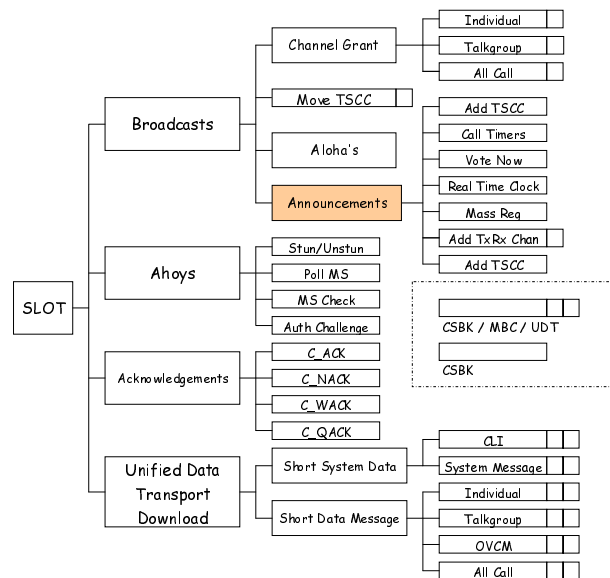 SLOT
Broadcasts
Channel Grant
Individual
Talkgroup
All Call
Move TSCC
Aloha's
Announcements
Add TSCC
Call Timers
Vote Now
Real Time Clock
Mass Reg
Add TxRx Chan
Add TSCC
Ahoys
Stun/Unstun
Poll MS
MS Check
Auth Challenge
CSBK / MBC / UDT
CSBK
Acknowledgements
C_ACK
C_NACK
C_WACK
C_QACK
Unified Data
Transport
Download
Short System Data
CLI
System Message
Short Data Message
Individual
Talkgroup
OVCM
All Call